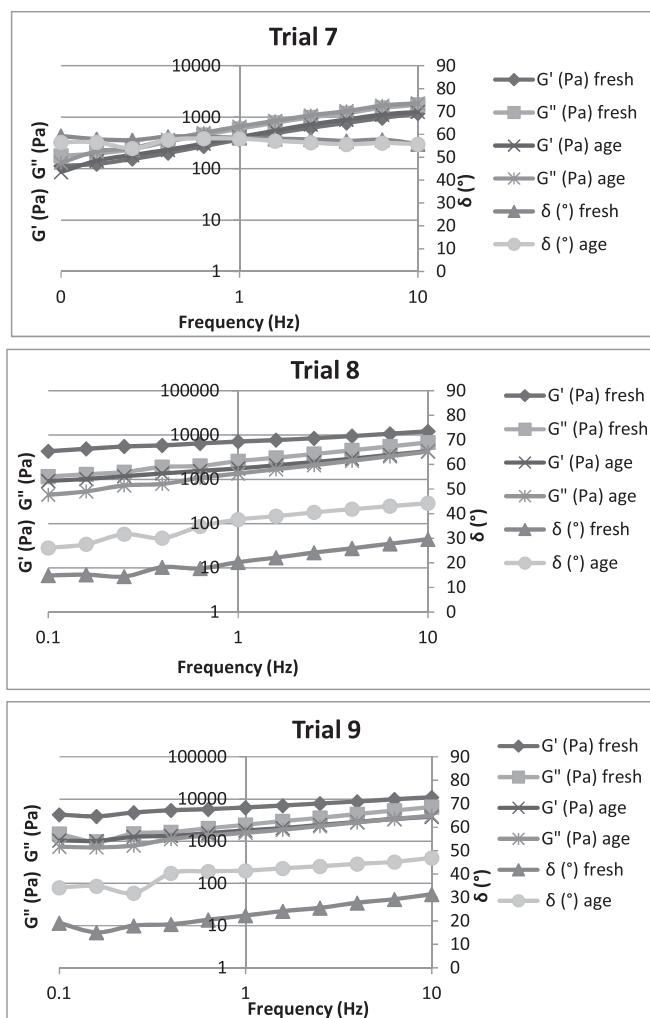 Trial 7
10000
1000
100
10
1
90
80
70
60
50
40
30
20
10
0
0
1
10
G' (Pa) G" (Pa)
δ (°)
Frequency (Hz)
G' (Pa) fresh
G" (Pa) fresh
G' (Pa) age
G" (Pa) age
δ (°) fresh
δ (°) age
Trial 8
100000
10000
1000
100
10
1
90
80
70
60
50
40
30
20
10
0
0.1
1
10
G' (Pa) G" (Pa)
δ (°)
Frequency (Hz)
G' (Pa) fresh
G" (Pa) fresh
G' (Pa) age
G" (Pa) age
δ (°) fresh
δ (°) age
Trial 9
100000
10000
1000
100
10
1
90
80
70
60
50
40
30
20
10
0
0.1
1
10
G" (Pa) G" (Pa)
δ (°)
Frequency (Hz)
G' (Pa) fresh
G" (Pa) fresh
G' (Pa) age
G" (Pa) age
δ (°) fresh
δ (°) age